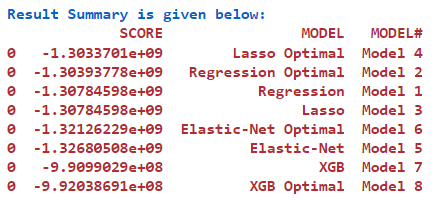 Result Summary is given below:
SCORE MODEL MODEL#
0 -1.3033701e+09 Lasso Optimal Model 4
0 -1.30393778e+09 Regression Optimal Model 2
0 -1.30784598e+09 Regression Model 1
0 -1.30784598e+09 Lasso Model 3
0 -1.32126229e+09 Elastic-Net Optimal Model 6
0 -1.32680508e+09 Elastic-Net Model 5
0 -9.9099029e+08 XGB Model 7
0 -9.92038691e+08 XGB Optimal Model 8